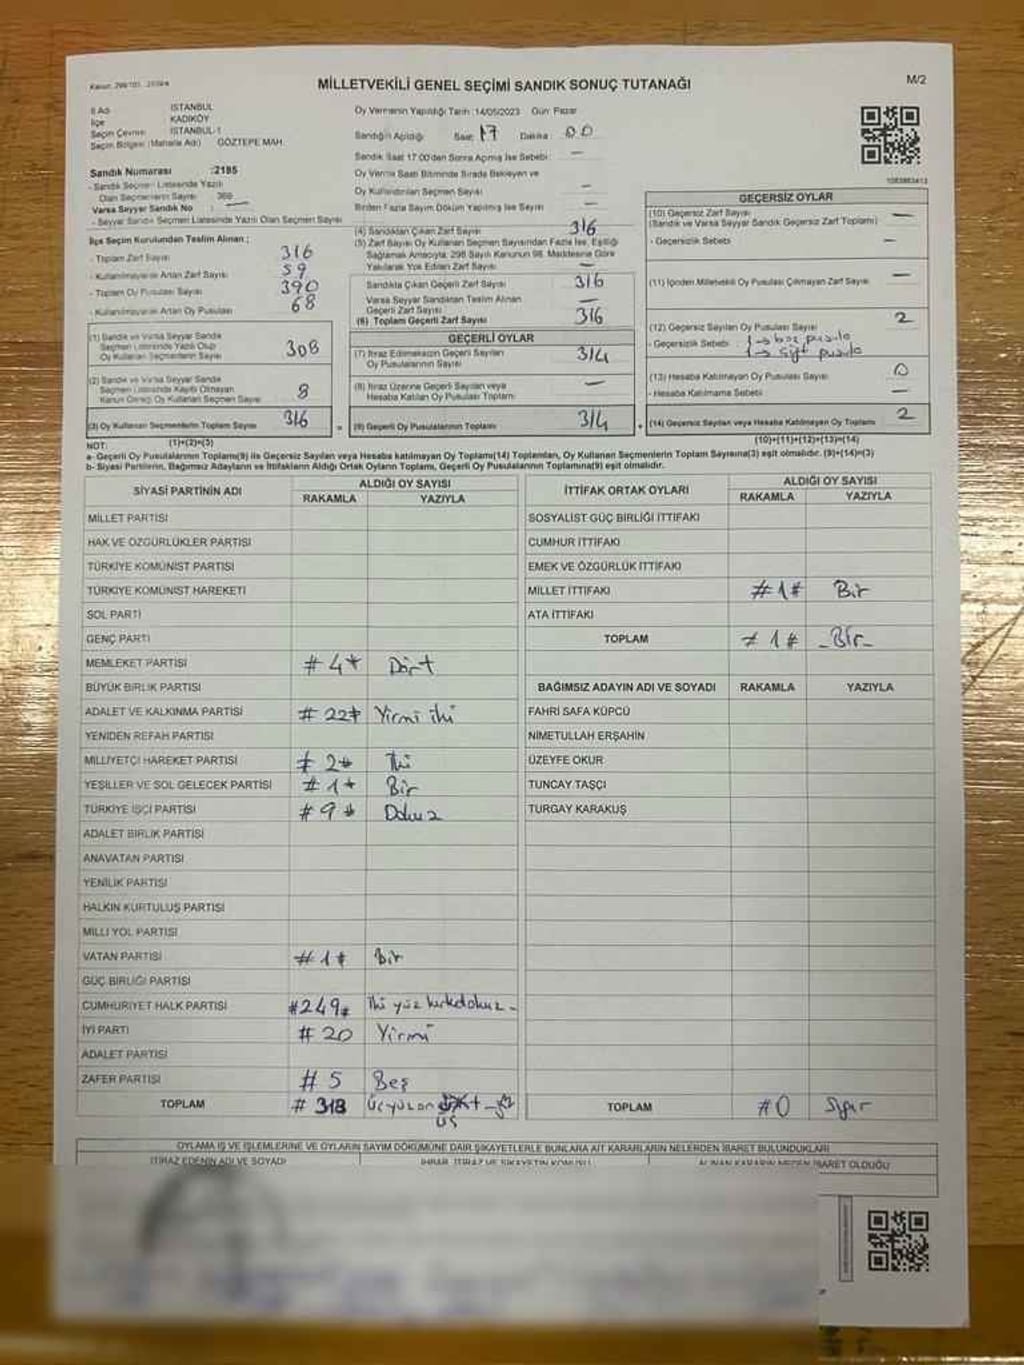 MİLLETVEKİLİ GENEL SEÇİMİ SANDIK SONUÇ TUTANAĞI
M/2
İl Adı İSTANBUL
İlçe KADIKÖY
Seçim Çevresi İSTANBUL-1
Seçim Bölgesi (Mahalle Adı) GÖZTEPE MAH.
Oy Vermenin Yapıldığı Tarih :14/05/2023 Gün: Pazar
Sandığın Açıldığı Saat: 17 Dakika: 00
Sandık Saat 17.00'den Sonra Açılmış İse Sebebi: —
Oy Verme Saati Bitiminde Sırada Bekleyen ve
Oy Kullandırılan Seçmen Sayısı —
Birden Fazla Sayım Döküm Yapılmış İse Sayısı —
Sandık Numarası :2185
- Sandık Seçmen Listesinde Yazılı
Olan Seçmenlerin Sayısı
Varsa Seyyar Sandık No —
- Seyyar Sandık Seçmen Listesinde Yazılı Olan Seçmen Sayısı
İlçe Seçim Kurulundan Teslim Alınan ;
- Toplam Zarf Sayısı 316
- Kullanılmayarak Artan Zarf Sayısı 59
- Toplam Oy Pusulası Sayısı 390
- Kullanılmayarak Artan Oy Pusulası 68
(1) Sandık ve Varsa Seyyar Sandık
Seçmen Listesinde Yazılı Olup
Oy Kullanan Seçmenlerin Sayısı 308
(2) Sandık ve Varsa Seyyar Sandık
Seçmen Listesinde Kayıtlı Olmayan
Kanun Gereği Oy Kullanan Seçmen Sayısı 8
(3) Oy Kullanan Seçmenlerin Toplam Sayısı 316
(4) Sandıktan Çıkan Zarf Sayısı 316
(5) Zarf Sayısı Oy Kullanan Seçmen Sayısından Fazla İse, Eşitliği
Sağlamak Amacıyla; 298 Sayılı Kanunun 98. Maddesine Göre
Yakılarak Yok Edilen Zarf Sayısı —
Sandıkta Çıkan Geçerli Zarf Sayısı 316
Varsa Seyyar Sandıktan Teslim Alınan
Geçerli Zarf Sayısı —
(6) Toplam Geçerli Zarf Sayısı 316
GEÇERLİ OYLAR
(7) İtiraz Edilmeksizin Geçerli Sayılan
Oy Pusulalarının Sayısı 314
(8) İtiraz Üzerine Geçerli Sayılan veya
Hesaba Katılan Oy Pusulası Toplamı —
(9) Geçerli Oy Pusulalarının Toplamı 314
GEÇERSİZ OYLAR
(10) Geçersiz Zarf Sayısı —
(Sandık ve Varsa Seyyar Sandık Geçersiz Zarf Toplamı)
- Geçersizlik Sebebi —
(11) İçinden Milletvekili Oy Pusulası Çıkmayan Zarf Sayısı —
(12) Geçersiz Sayılan Oy Pusulası Sayısı 2
- Geçersizlik Sebebi 1→ boş pusula
1→ çift pusula
(13) Hesaba Katılmayan Oy Pusulası Sayısı 0
- Hesaba Katılmama Sebebi —
(14) Geçersiz Sayılan veya Hesaba Katılmayan Oy Toplamı 2
NOT: (1)+(2)=(3) (10)+(11)+(12)+(13)=(14)
a- Geçerli Oy Pusulalarının Toplamı(9) ile Geçersiz Sayılan veya Hesaba katılmayan Oy Toplamı(14) Toplamları, Oy Kullanan Seçmenlerin Toplam Sayısına(3) eşit olmalıdır. (9)+(14)=(3)
b- Siyasi Partilerin, Bağımsız Adayların ve İttifakların Aldığı Ortak Oyların Toplamı, Geçerli Oy Pusulalarının Toplamına(9) eşit olmalıdır.
SİYASİ PARTİNİN ADI ALDIĞI OY SAYISI
RAKAMLA YAZIYLA
MİLLET PARTİSİ
HAK VE ÖZGÜRLÜKLER PARTİSİ
TÜRKİYE KOMÜNİST PARTİSİ
TÜRKİYE KOMÜNİST HAREKETİ
SOL PARTİ
GENÇ PARTİ
MEMLEKET PARTİSİ #4# Dört
BÜYÜK BİRLİK PARTİSİ
ADALET VE KALKINMA PARTİSİ #22# Yirmi iki
YENİDEN REFAH PARTİSİ
MİLLİYETÇİ HAREKET PARTİSİ #2# İki
YEŞİLLER VE SOL GELECEK PARTİSİ #1# Bir
TÜRKİYE İŞÇİ PARTİSİ #9# Dokuz
ADALET BİRLİK PARTİSİ
ANAVATAN PARTİSİ
YENİLİK PARTİSİ
HALKIN KURTULUŞ PARTİSİ
MİLLİ YOL PARTİSİ
VATAN PARTİSİ #1# Bir
GÜÇ BİRLİĞİ PARTİSİ
CUMHURİYET HALK PARTİSİ #249# İki yüz kırkdokuz -
İYİ PARTİ #20 Yirmi
ADALET PARTİSİ
ZAFER PARTİSİ #5 Beş
TOPLAM #313 Üçyüzon
üç
İTTİFAK ORTAK OYLARI ALDIĞI OY SAYISI
RAKAMLA YAZIYLA
SOSYALİST GÜÇ BİRLİĞİ İTTİFAKI
CUMHUR İTTİFAKI
EMEK VE ÖZGÜRLÜK İTTİFAKI
MİLLET İTTİFAKI #1# Bir
ATA İTTİFAKI
TOPLAM #1# -Bir-
BAĞIMSIZ ADAYIN ADI VE SOYADI RAKAMLA YAZIYLA
FAHRİ SAFA KÜPCÜ
NİMETULLAH ERŞAHİN
ÜZEYFE OKUR
TUNCAY TAŞÇI
TURGAY KARAKUŞ
TOPLAM #0 Sıfır
OYLAMA İŞ VE İŞLEMLERİNE VE OYLARIN SAYIM DÖKÜMÜNE DAİR ŞİKAYETLERLE BUNLARA AİT KARARLARIN NELERDEN İBARET BULUNDUKLARI
İTİRAZ EDENİN ADI VE SOYADI İHBAR, İTİRAZ VE ŞİKAYETİN KONUSU ALINAN KARARIN NEDEN İBARET OLDUĞU